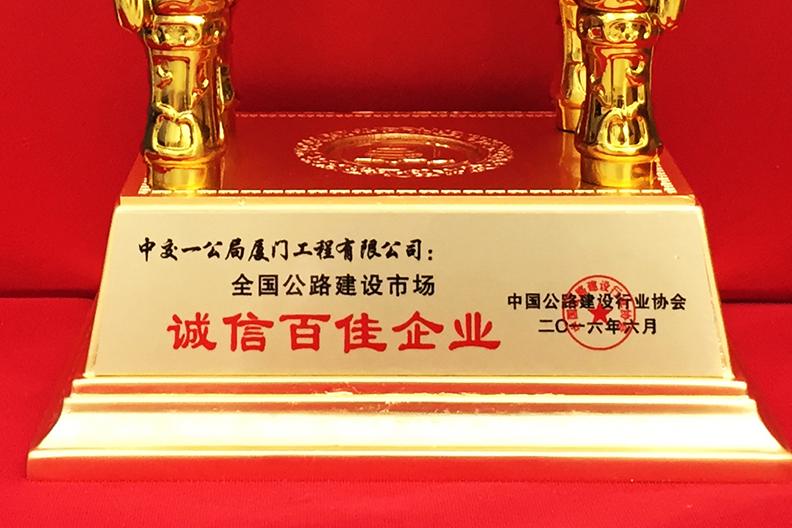 中交一公局厦门工程有限公司：
全国公路建设市场
诚信百佳企业
中国公路建设行业协会
二〇一六年六月